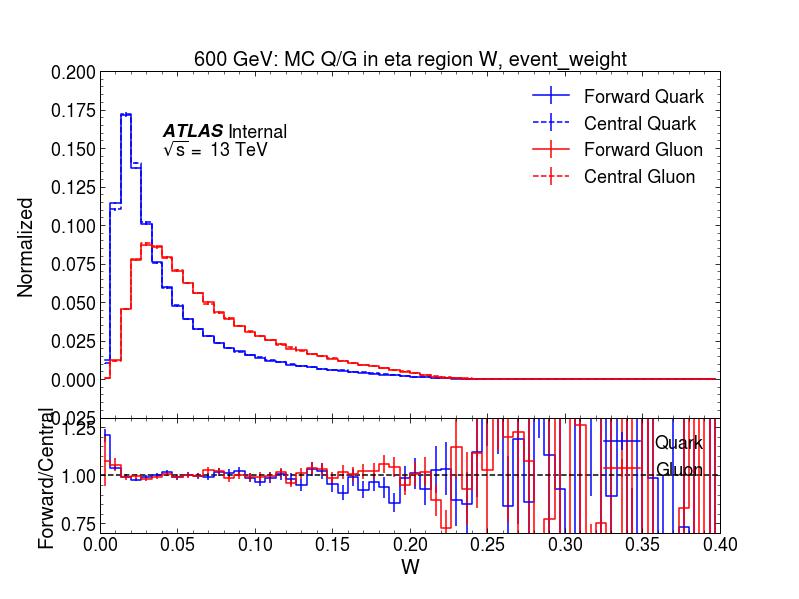 600 GeV: MC Q/G in eta region W, event_weight
0.200
0.175
0.150
0.125
0.100
0.075
0.050
0.025
0.000
0.025
Normalized
ATLAS Internal
√s = 13 TeV
Forward Quark
Central Quark
Forward Gluon
Central Gluon
1.25
1.00
0.75
Forward/Central
Quark
Gluon
0.00 0.05 0.10 0.15 0.20 0.25 0.30 0.35 0.40
W